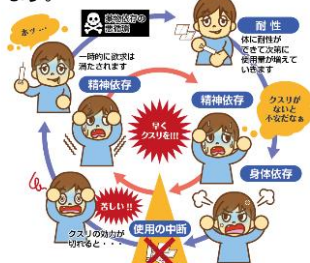 ます。
ホッ…
薬物依存の
悪循環
耐性
体に耐性が
できて次第に
使用量が増えて
いきます
一時的に欲求は
満たされます
精神依存
精神依存
早く
クスリを!!!
クスリが
ないと
不安だなぁ
身体依存
苦しい!!
使用の中断
クスリの効力が
切れると・・・